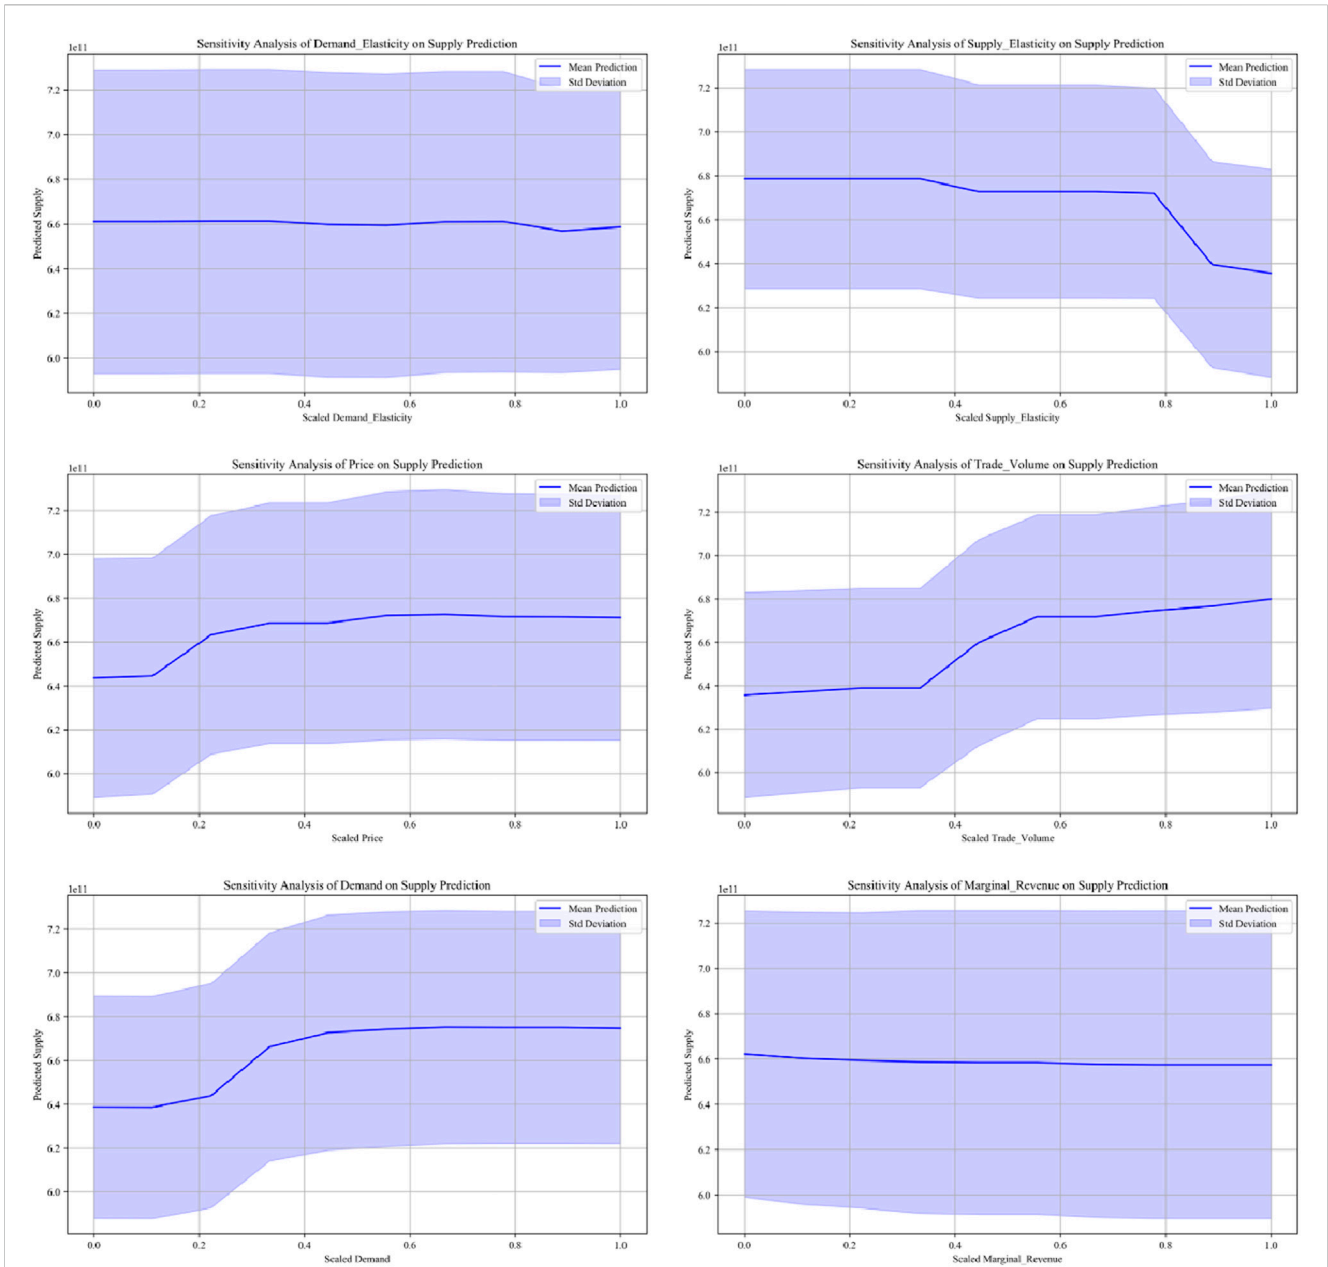 Sensitivity Analysis of Demand_Elasticity on Supply Prediction
1e11
Mean Prediction
Std Deviation
7.2
7.0
6.8
6.6
6.4
6.2
6.0
Predicted Supply
0.0 0.2 0.4 0.6 0.8 1.0
Scaled Demand_Elasticity
Sensitivity Analysis of Supply_Elasticity on Supply Prediction
1e11
Mean Prediction
Std Deviation
7.2
7.0
6.8
6.6
6.4
6.2
6.0
Predicted Supply
0.0 0.2 0.4 0.6 0.8 1.0
Scaled Supply_Elasticity
Sensitivity Analysis of Price on Supply Prediction
1e11
Mean Prediction
Std Deviation
7.2
7.0
6.8
6.6
6.4
6.2
6.0
Predicted Supply
0.0 0.2 0.4 0.6 0.8 1.0
Scaled Price
Sensitivity Analysis of Trade_Volume on Supply Prediction
1e11
Mean Prediction
Std Deviation
7.2
7.0
6.8
6.6
6.4
6.2
6.0
Predicted Supply
0.0 0.2 0.4 0.6 0.8 1.0
Scaled Trade_Volume
Sensitivity Analysis of Demand on Supply Prediction
1e11
Mean Prediction
Std Deviation
7.2
7.0
6.8
6.6
6.4
6.2
6.0
Predicted Supply
0.0 0.2 0.4 0.6 0.8 1.0
Scaled Demand
Sensitivity Analysis of Marginal_Revenue on Supply Prediction
1e11
Mean Prediction
Std Deviation
7.2
7.0
6.8
6.6
6.4
6.2
6.0
Predicted Supply
0.0 0.2 0.4 0.6 0.8 1.0
Scaled Marginal_Revenue